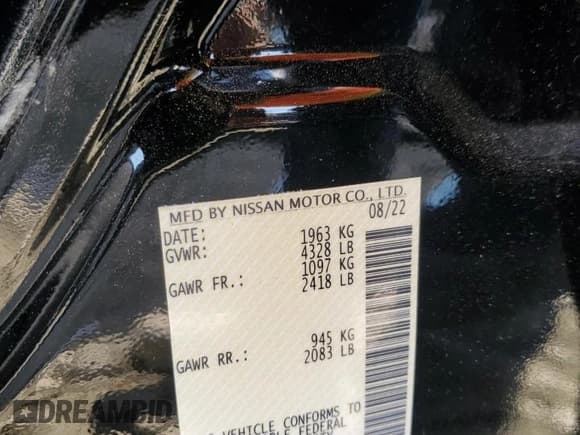 MFD BY NISSAN MOTOR CO., LTD.
DATE: 08/22
GVWR: 1963 KG
4328 LB
GAWR FR.: 1097 KG
2418 LB
GAWR RR.: 945 KG
2083 LB
VEHICLE CONFORMS TO
FEDERAL
DREAMBID